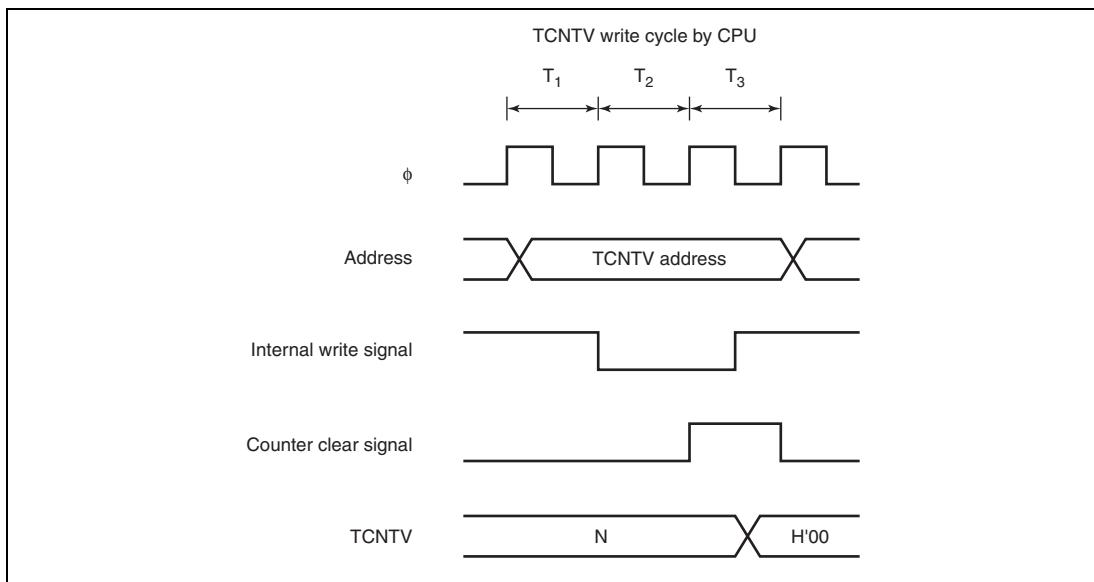 TCNTV write cycle by CPU
T1 T2 T3
φ
Address TCNTV address
Internal write signal
Counter clear signal
TCNTV N H'00